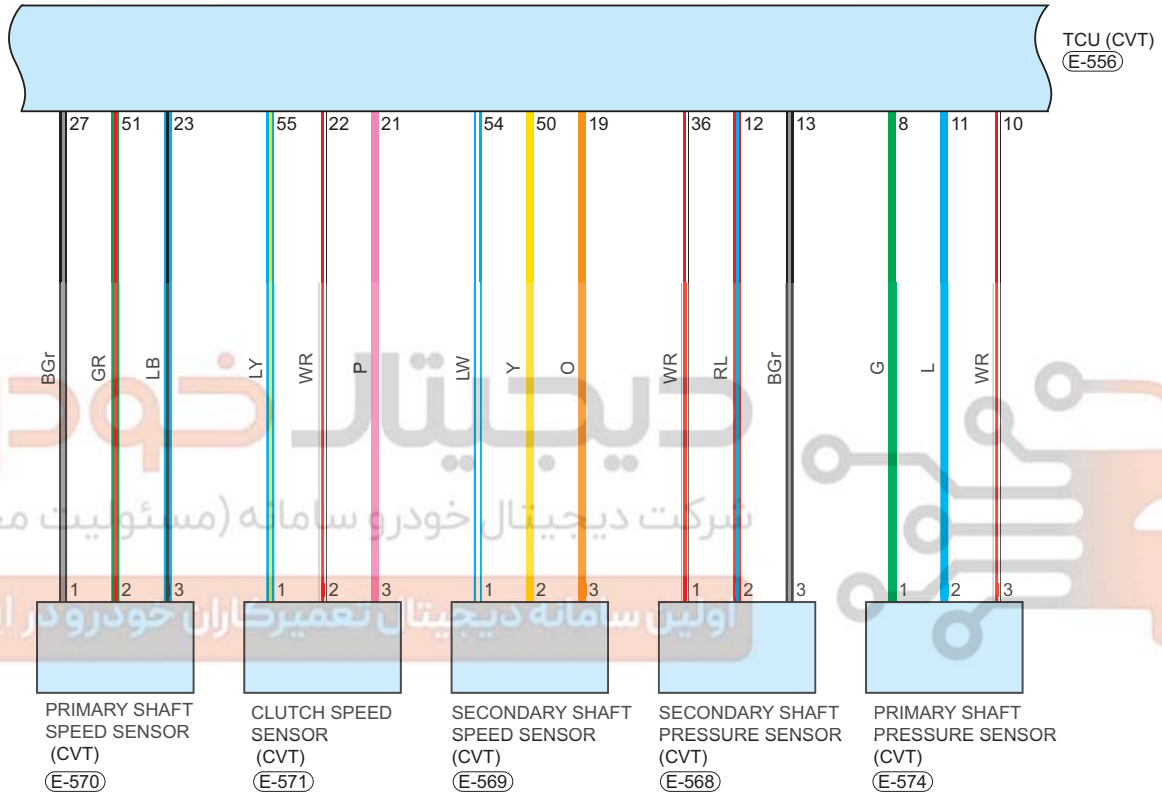 TCU (CVT)
E-556
27 51 23 55 22 21 54 50 19 36 12 13 8 11 10
BGr GR LB LY WR P LW Y O WR RL BGr G L WR
دیجیتال خودر
شرکت دیجیتال خودرو سامانه (مسئولیت
1 2 3 1 2 3 1 2 3 1 2 3 1 2 3
اولین سامانه دیجیتال تعمیرکاران خودرو در
PRIMARY SHAFT
SPEED SENSOR
(CVT)
E-570
CLUTCH SPEED
SENSOR
(CVT)
E-571
SECONDARY SHAFT
SPEED SENSOR
(CVT)
E-569
SECONDARY SHAFT
PRESSURE SENSOR
(CVT)
E-568
PRIMARY SHAFT
PRESSURE SENSOR
(CVT)
E-574